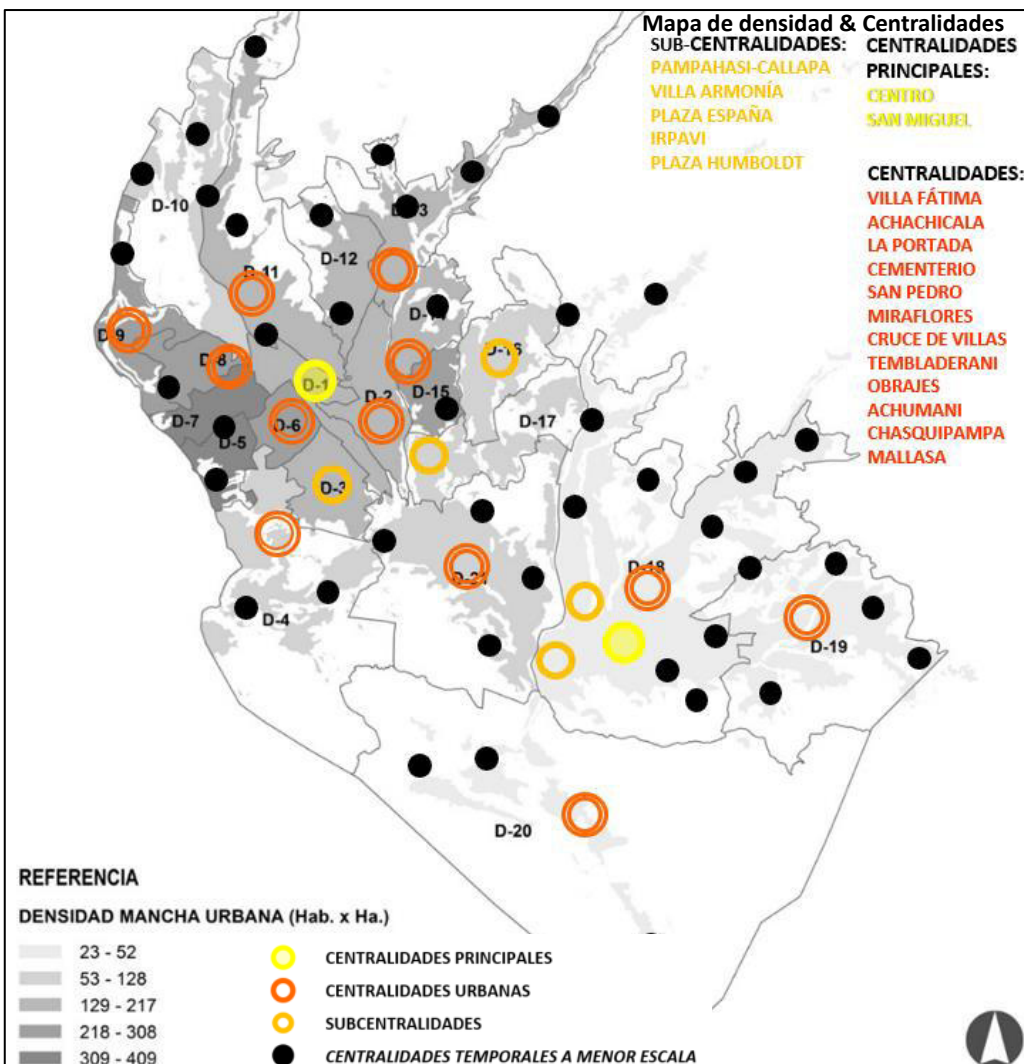 Mapa de densidad & Centralidades
SUB-CENTRALIDADES:
PAMPAHASI-CALLAPA
VILLA ARMONÍA
PLAZA ESPAÑA
IRPAVI
PLAZA HUMBOLDT
CENTRALIDADES
PRINCIPALES:
CENTRO
SAN MIGUEL
CENTRALIDADES:
VILLA FÁTIMA
ACHACHICALA
LA PORTADA
CEMENTERIO
SAN PEDRO
MIRAFLORES
CRUCE DE VILLAS
TEMBLADERANI
OBRAJES
ACHUMANI
CHASQUIPAMPA
MALLASA
D-10
D-11
D-12
D-9
D-8
D-1
D-2
D-15
D-16
D-17
D-7
D-5
D-6
D-3
D-18
D-4
D-19
D-20
REFERENCIA
DENSIDAD MANCHA URBANA (Hab. x Ha.)
23 - 52
53 - 128
129 - 217
218 - 308
309 - 409
CENTRALIDADES PRINCIPALES
CENTRALIDADES URBANAS
SUBCENTRALIDADES
CENTRALIDADES TEMPORALES A MENOR ESCALA